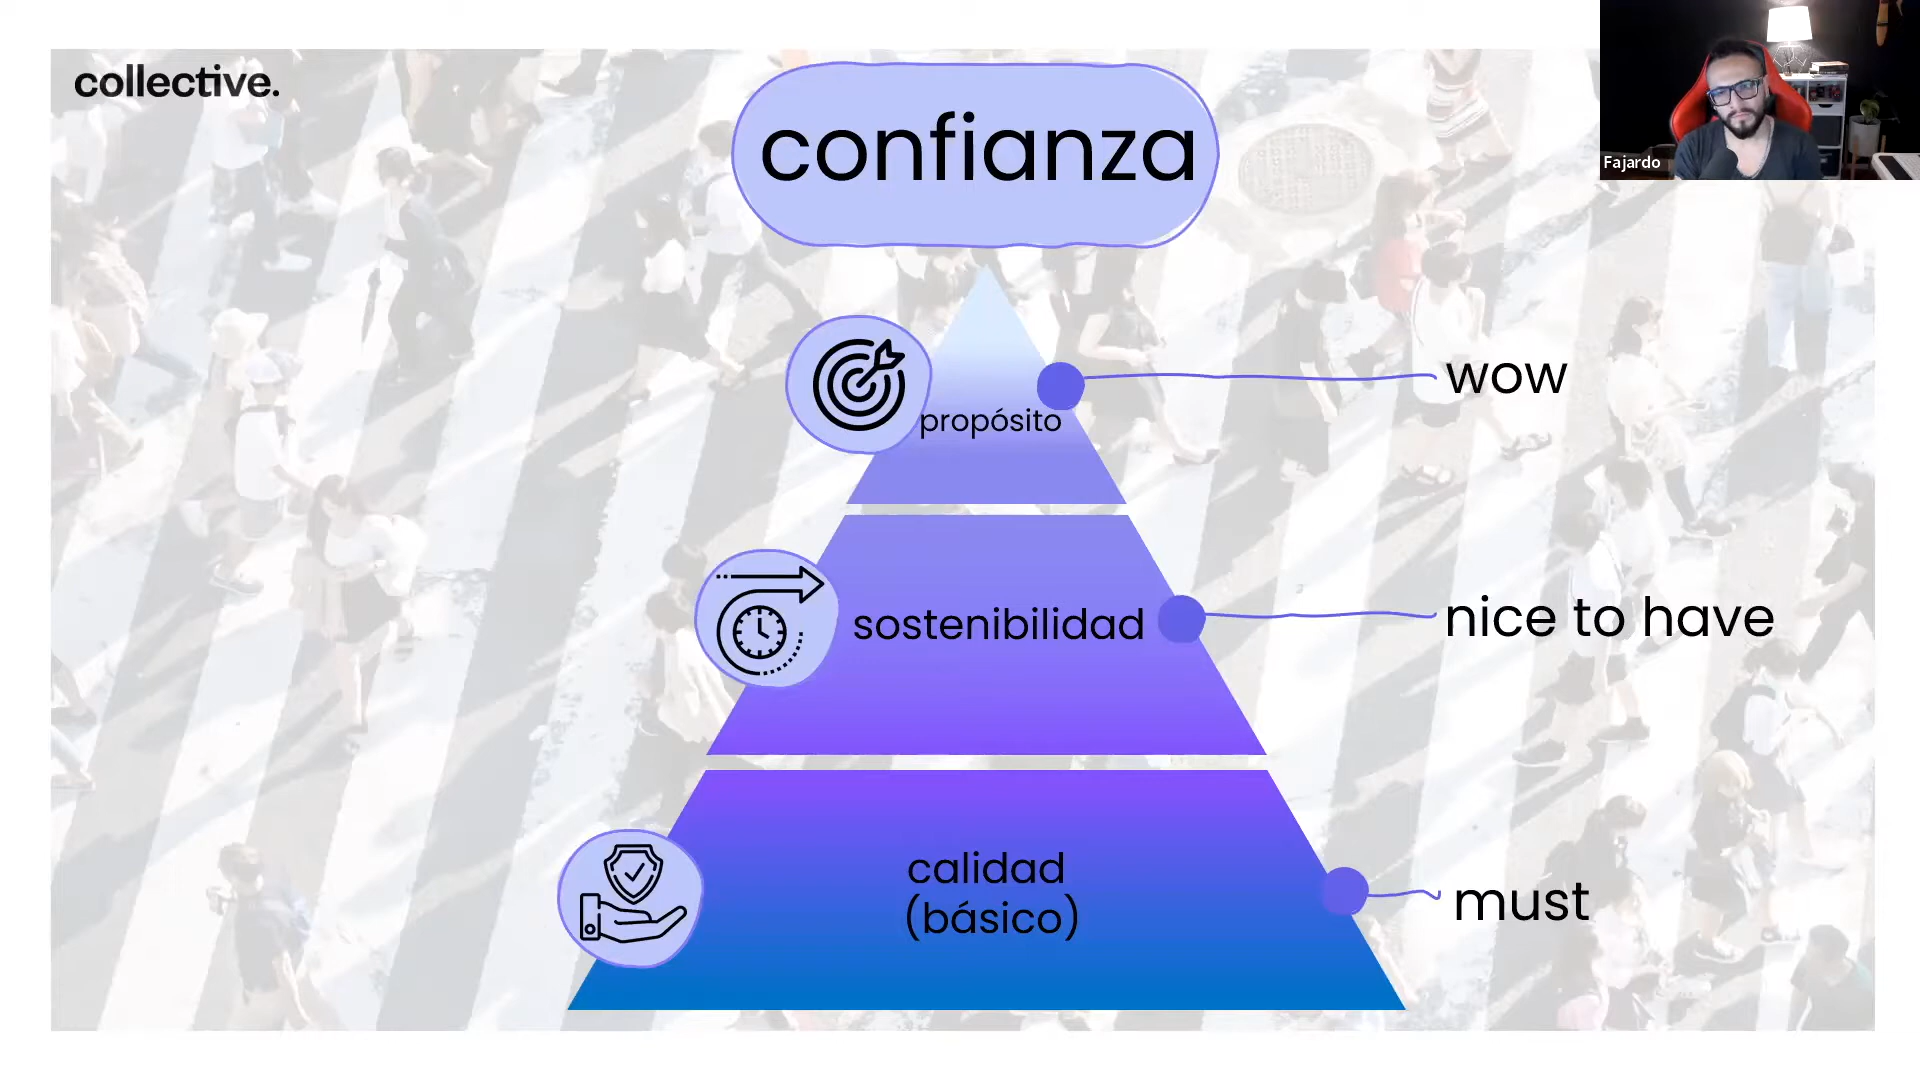 collective.
confianza
Fajardo
propósito
wow
sostenibilidad
nice to have
calidad
(básico)
must